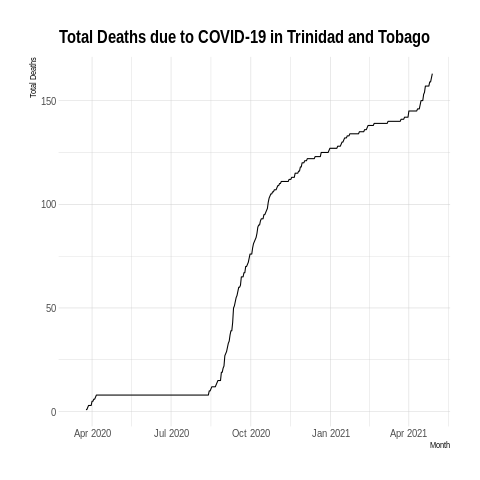 Total Deaths due to COVID-19 in Trinidad and Tobago
Total Deaths
150
100
50
0
Apr 2020 Jul 2020 Oct 2020 Jan 2021 Apr 2021
Month